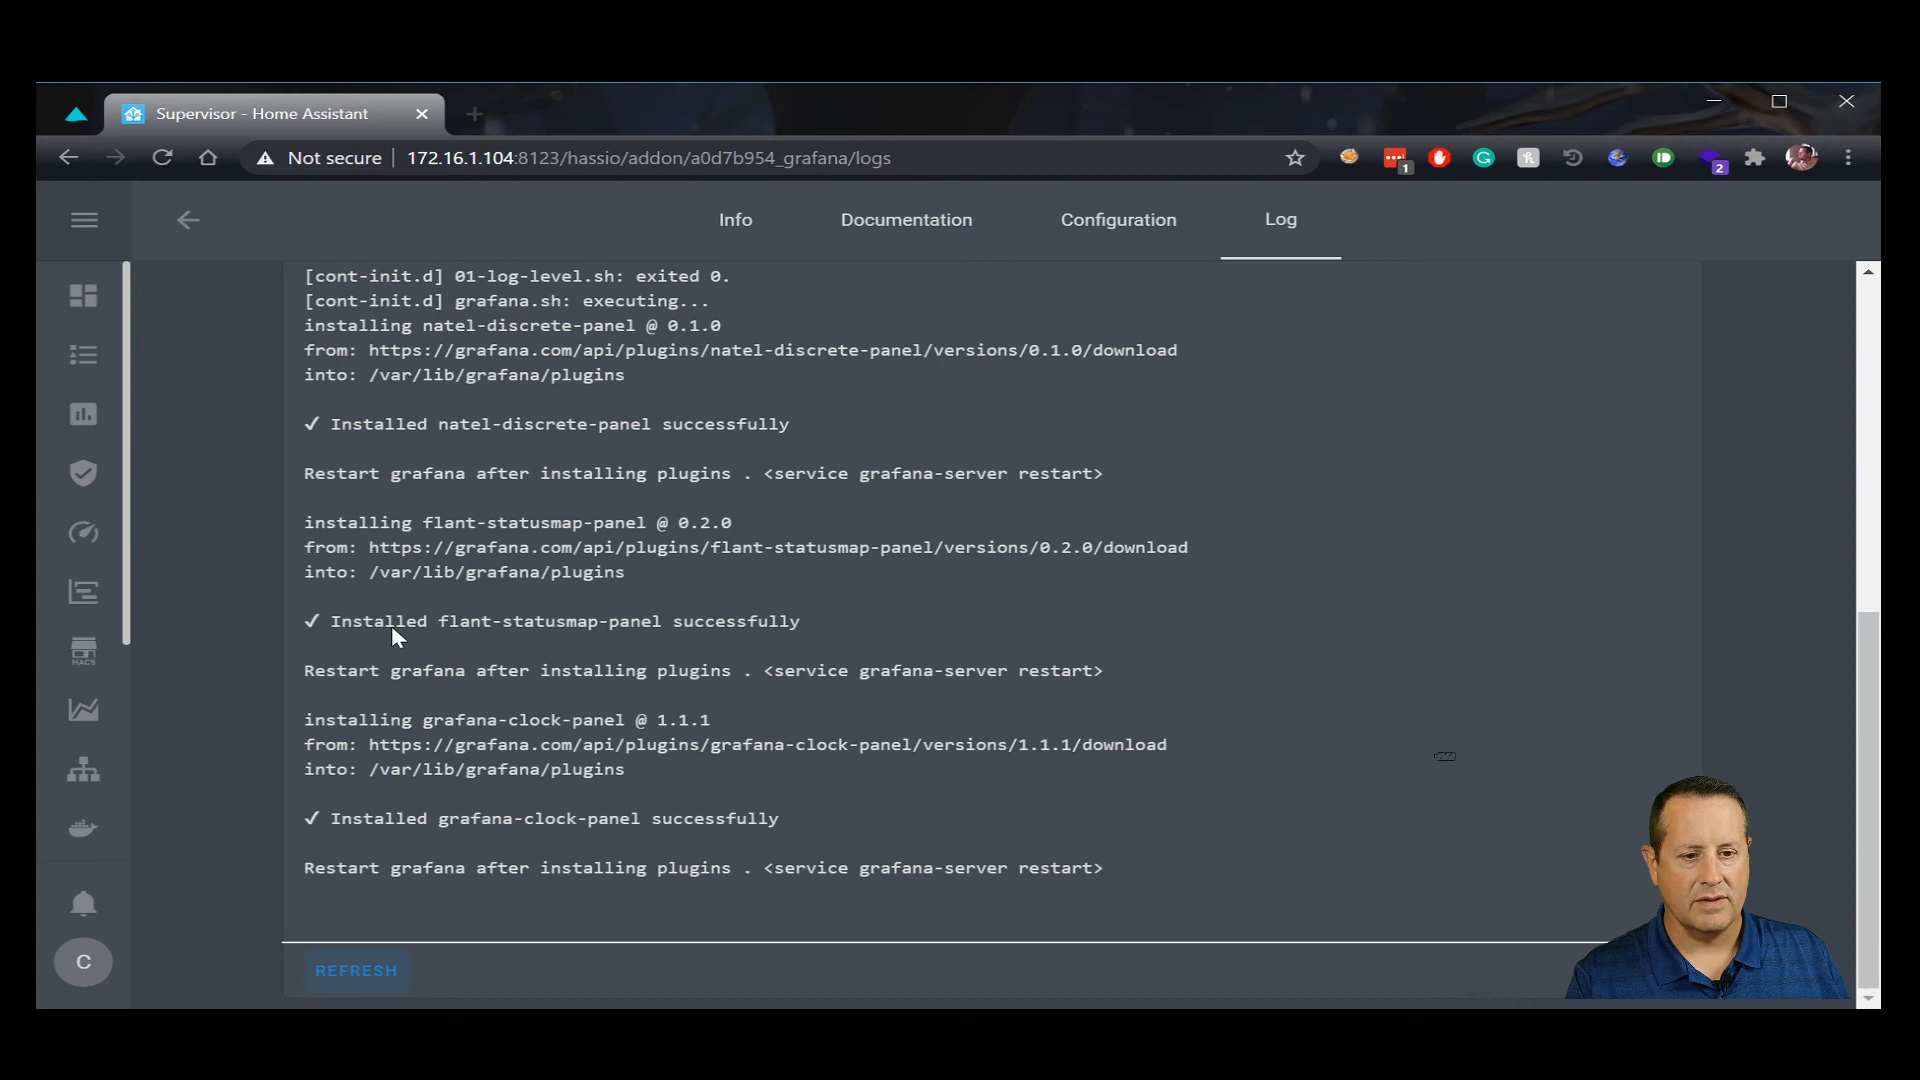 Supervisor - Home Assistant
Not secure
172.16.1.104:8123/hassio/addon/a0d7b954_grafana/logs
1
2
Info
Documentation
Configuration
Log
[cont-init.d] 01-log-level.sh: exited 0.
[cont-init.d] grafana.sh: executing...
installing natel-discrete-panel @ 0.1.0
from: https://grafana.com/api/plugins/natel-discrete-panel/versions/0.1.0/download
into: /var/lib/grafana/plugins
✓ Installed natel-discrete-panel successfully
Restart grafana after installing plugins . <service grafana-server restart>
installing flant-statusmap-panel @ 0.2.0
from: https://grafana.com/api/plugins/flant-statusmap-panel/versions/0.2.0/download
into: /var/lib/grafana/plugins
✓ Installed flant-statusmap-panel successfully
Restart grafana after installing plugins . <service grafana-server restart>
installing grafana-clock-panel @ 1.1.1
from: https://grafana.com/api/plugins/grafana-clock-panel/versions/1.1.1/download
into: /var/lib/grafana/plugins
✓ Installed grafana-clock-panel successfully
Restart grafana after installing plugins . <service grafana-server restart>
HACS
C
REFRESH